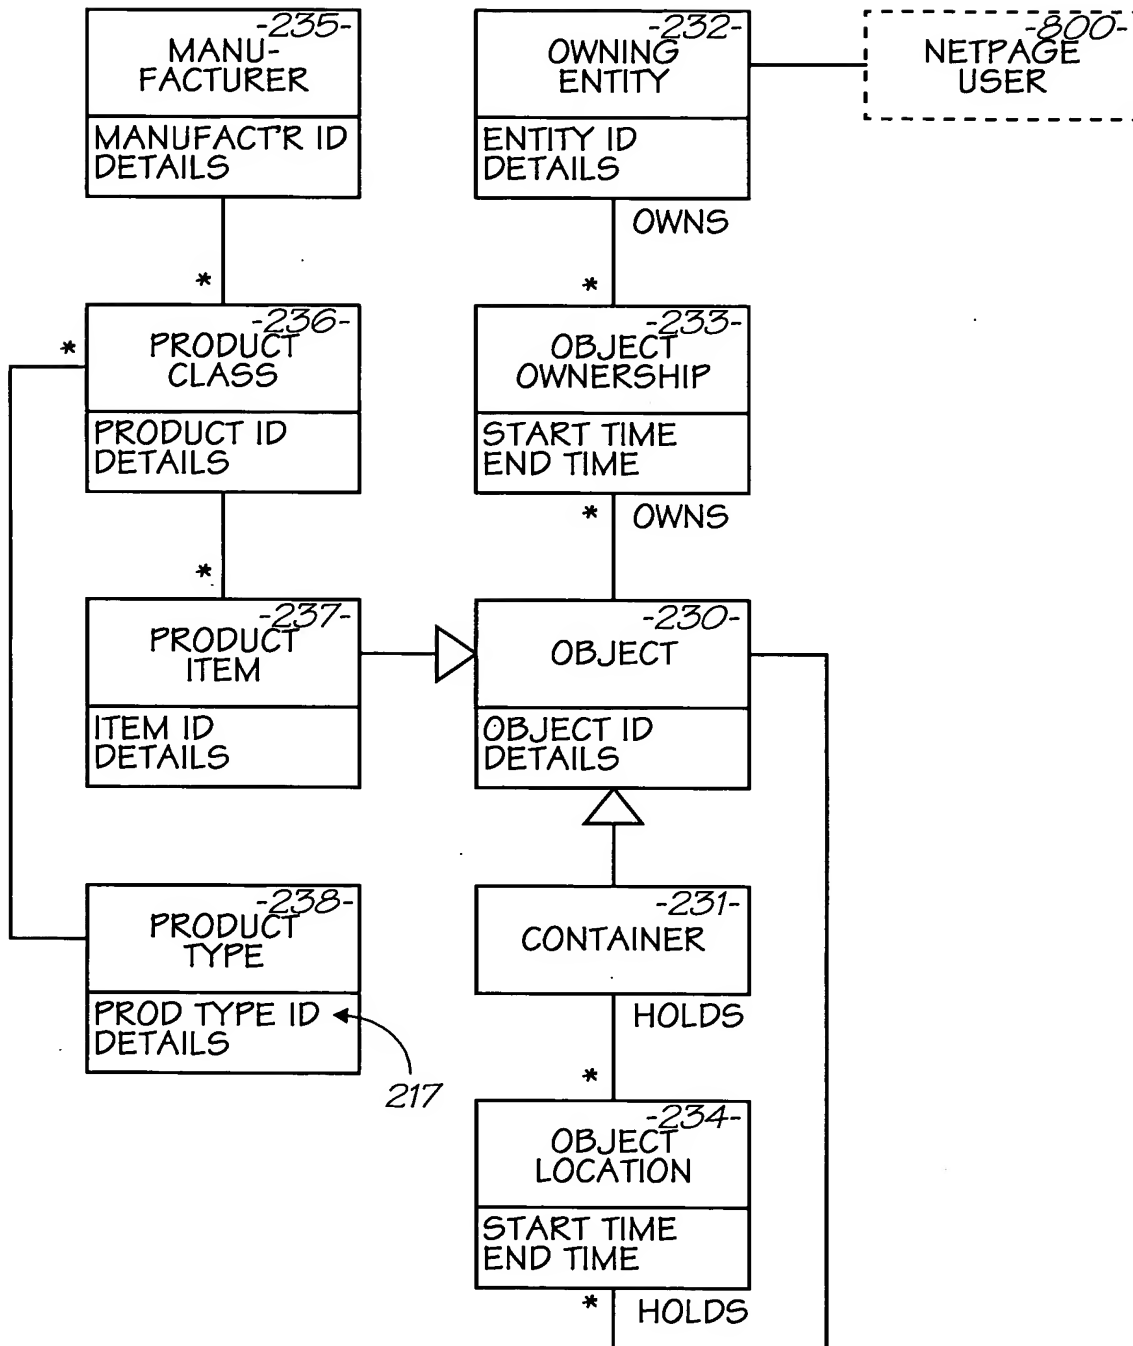 -235-
MANU-
FACTURER
MANUFACT'R ID
DETAILS
-232-
OWNING
ENTITY
ENTITY ID
DETAILS
-800-
NETPAGE
USER
OWNS
*
*
*
-236-
PRODUCT
CLASS
PRODUCT ID
DETAILS
-233-
OBJECT
OWNERSHIP
START TIME
END TIME
* OWNS
*
-237-
PRODUCT
ITEM
ITEM ID
DETAILS
-230-
OBJECT
OBJECT ID
DETAILS
-238-
PRODUCT
TYPE
PROD TYPE ID
DETAILS
217
-231-
CONTAINER
HOLDS
*
-234-
OBJECT
LOCATION
START TIME
END TIME
* HOLDS